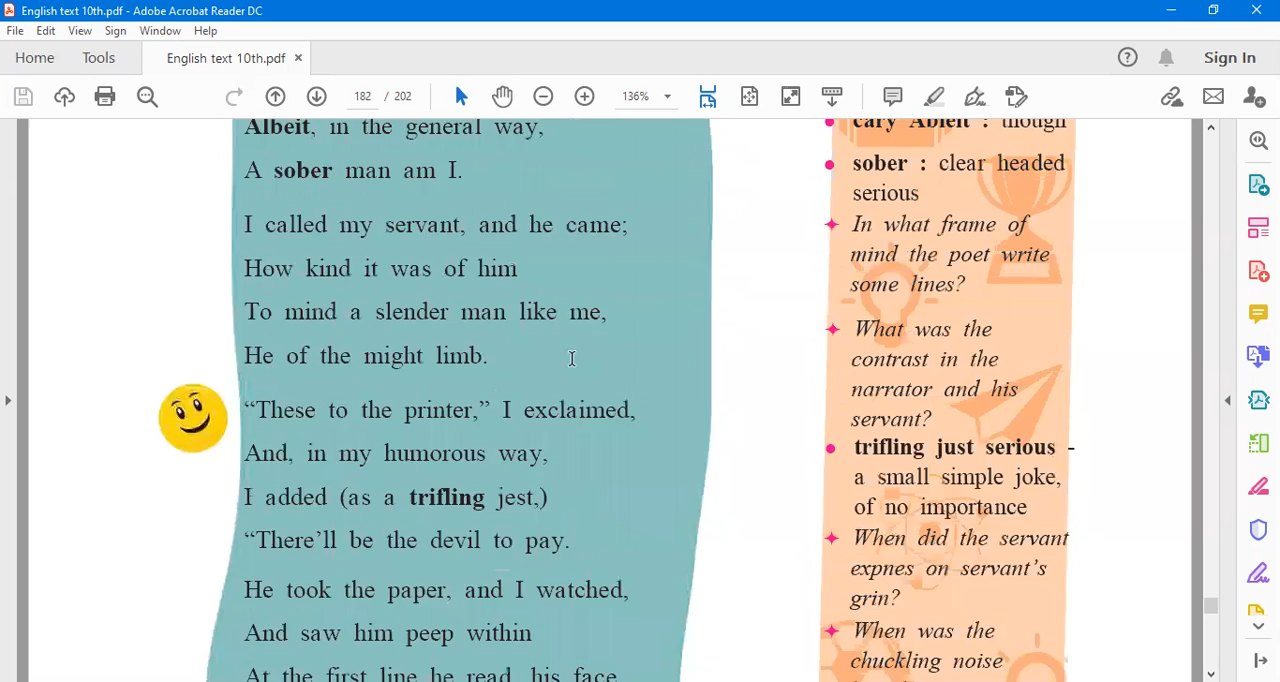 English text 10th.pdf - Adobe Acrobat Reader DC
File Edit View Sign Window Help
Home Tools English text 10th.pdf × Sign In
182 / 202 136%
Albeit, in the general way,
A sober man am I.
I called my servant, and he came;
How kind it was of him
To mind a slender man like me,
He of the might limb.
“These to the printer,” I exclaimed,
And, in my humorous way,
I added (as a trifling jest,)
“There’ll be the devil to pay.
He took the paper, and I watched,
And saw him peep within
At the first line he read, his face
cary Ableit : though
sober : clear headed
serious
In what frame of
mind the poet write
some lines?
What was the
contrast in the
narrator and his
servant?
trifling just serious -
a small simple joke,
of no importance
When did the servant
expnes on servant’s
grin?
When was the
chuckling noise